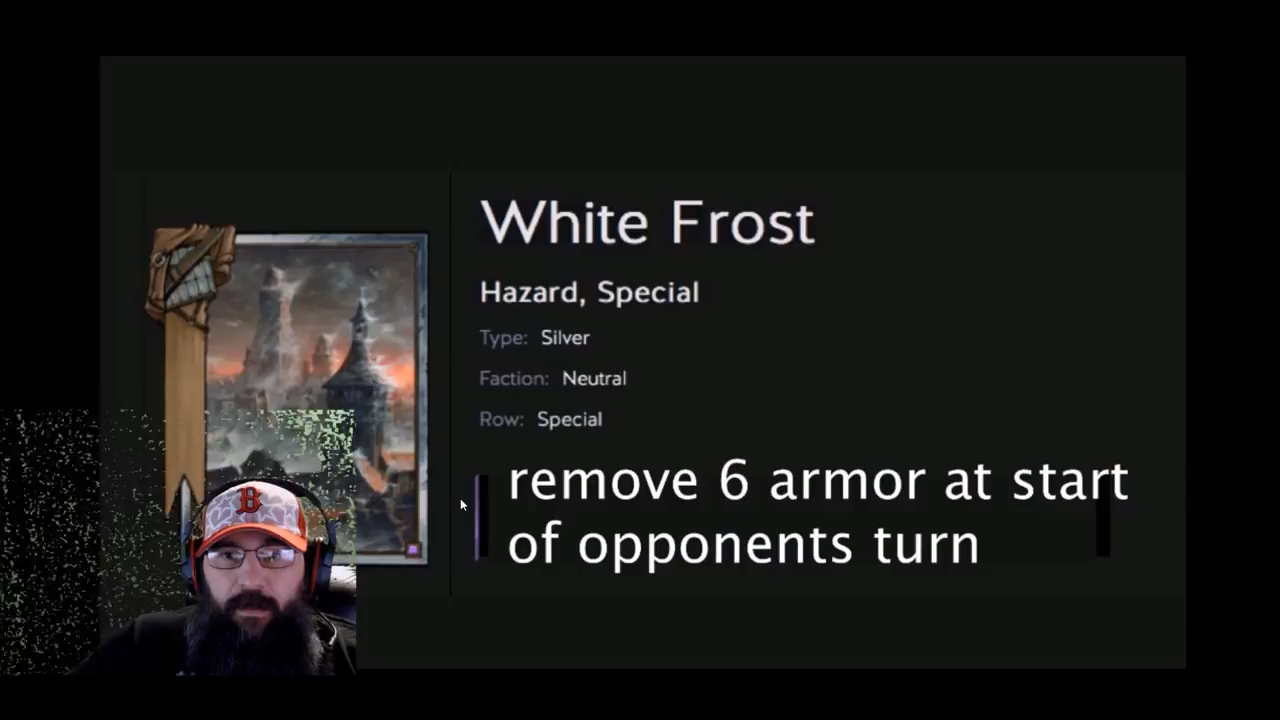 White Frost
Hazard, Special
Type: Silver
Faction: Neutral
Row: Special
remove 6 armor at start
of opponents turn
B